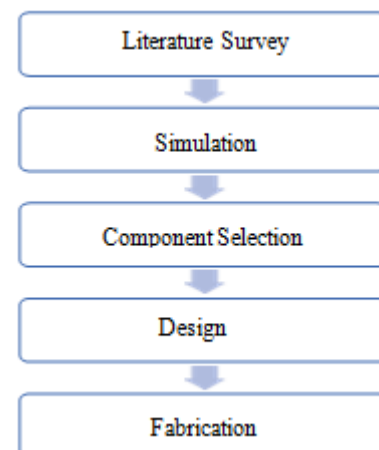 Literature Survey
Simulation
Component Selection
Design
Fabrication